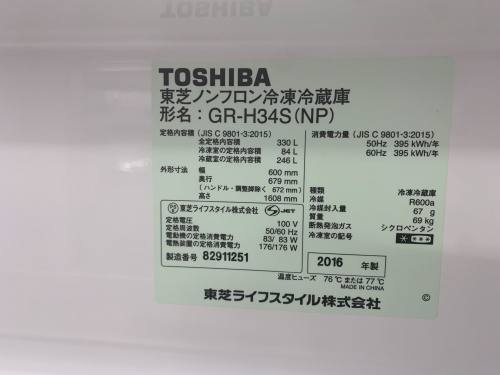 TOSHIBA
東芝ノンフロン冷凍冷蔵庫
形名：GR-H34S(NP)
定格内容積 (JIS C 9801-3:2015)
全定格内容積 330 L
冷凍室の定格内容積 84 L
冷蔵室の定格内容積 246 L
外形寸法 幅 600 mm
奥行 679 mm
(ハンドル・調整脚除く 672 mm)
高さ 1608 mm
東芝ライフスタイル株式会社 JET
定格電圧 100 V
定格周波数 50/60 Hz
電動機の定格消費電力 83/ 83 W
電熱装置の定格消費電力 176/176 W
製造番号 82911251
消費電力量 (JIS C 9801-3:2015)
50Hz 395 kWh/年
60Hz 395 kWh/年
種類 冷凍冷蔵庫
冷媒 R600a
冷媒封入量 67 g
質量 69 kg
断熱発泡ガス シクロペンタン
冷凍室の記号
2016 年製
温度ヒューズ 76℃ または 77℃
MADE IN CHINA
東芝ライフスタイル株式会社 ©